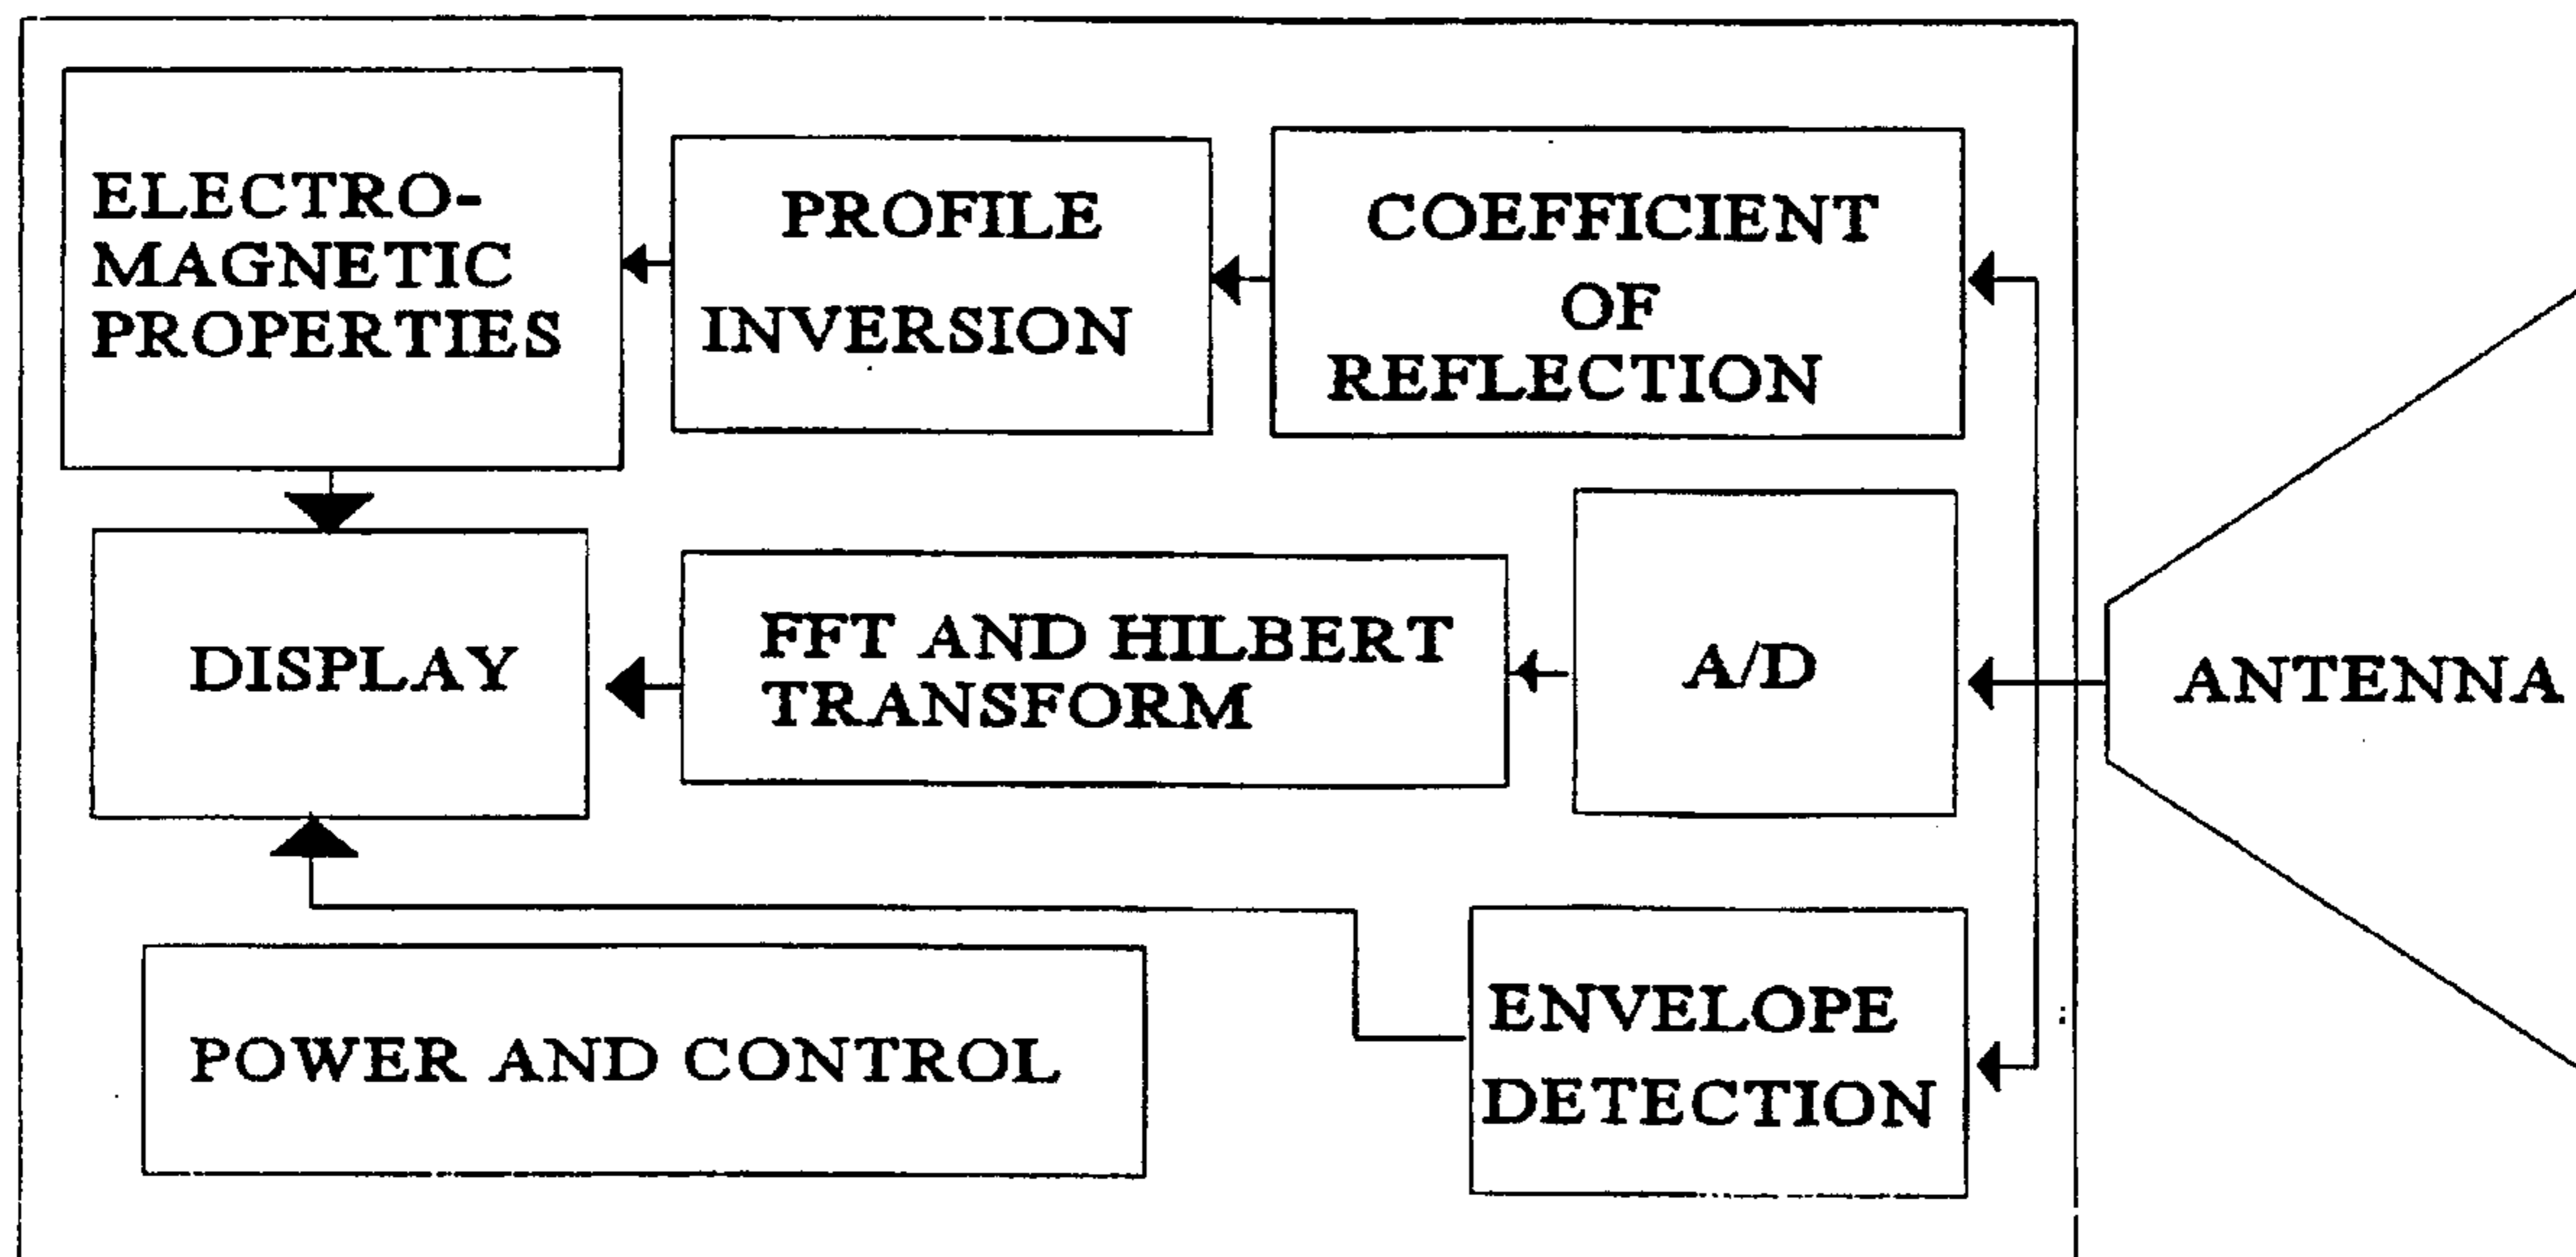 ELECTRO-
MAGNETIC
PROPERTIES
PROFILE
INVERSION
COEFFICIENT
OF
REFLECTION
DISPLAY
FFT AND HILBERT
TRANSFORM
A/D
ANTENNA
POWER AND CONTROL
ENVELOPE
DETECTION